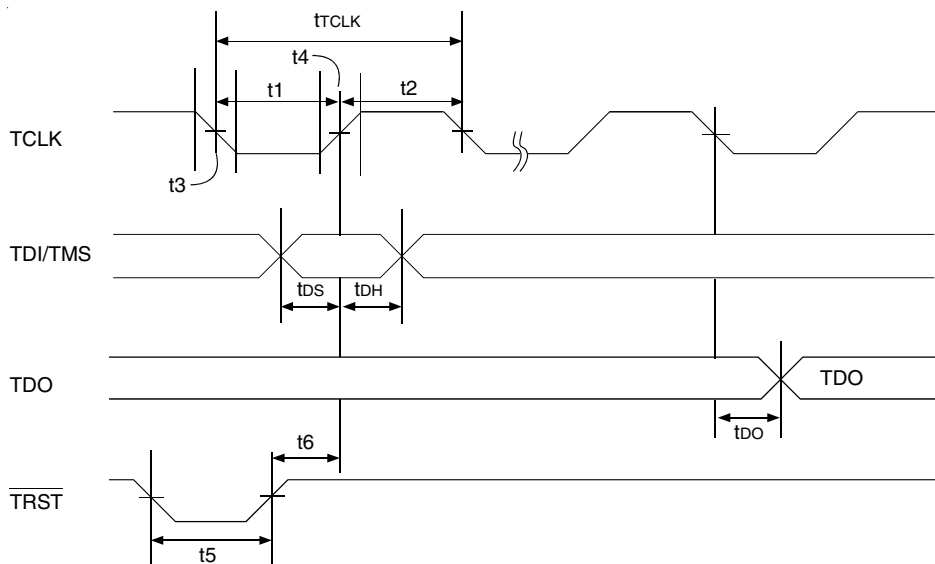 tTCLK
t4
t1
t2
TCLK
t3
TDI/TMS
tDS
tDH
TDO
TDO
tDO
t6
TRST
t5